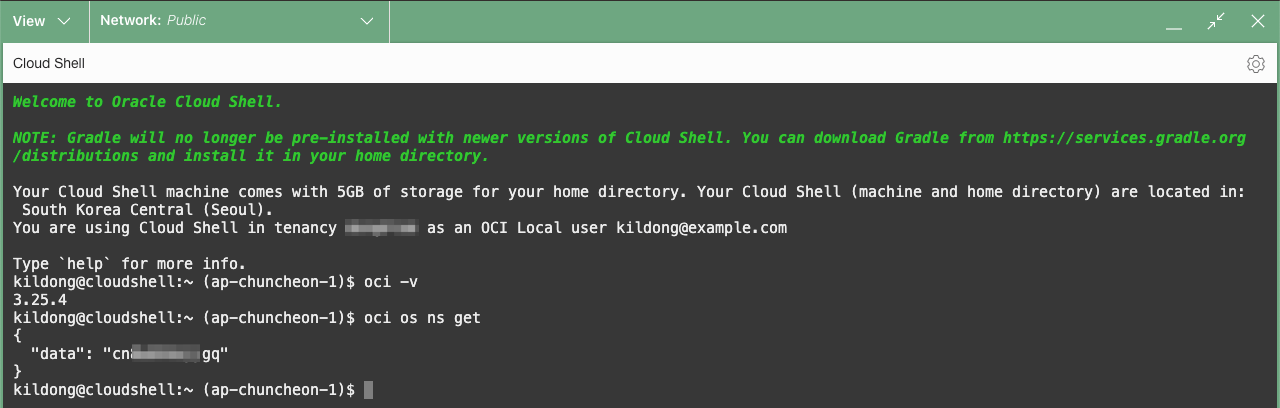 View
Network: Public
Cloud Shell
Welcome to Oracle Cloud Shell.
NOTE: Gradle will no longer be pre-installed with newer versions of Cloud Shell. You can download Gradle from https://services.gradle.org
/distributions and install it in your home directory.
Your Cloud Shell machine comes with 5GB of storage for your home directory. Your Cloud Shell (machine and home directory) are located in:
South Korea Central (Seoul).
You are using Cloud Shell in tenancy as an OCI Local user kildong@example.com
Type `help` for more info.
kildong@cloudshell:~ (ap-chuncheon-1)$ oci -v
3.25.4
kildong@cloudshell:~ (ap-chuncheon-1)$ oci os ns get
{
"data": "cn gq"
}
kildong@cloudshell:~ (ap-chuncheon-1)$